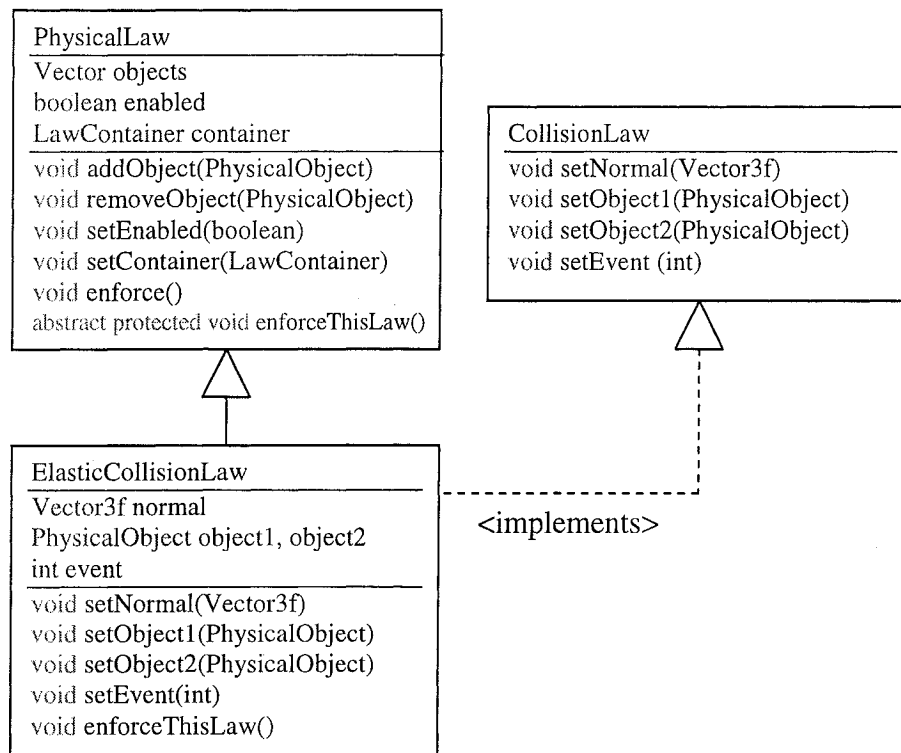 PhysicalLaw
Vector objects
boolean enabled
LawContainer container
void addObject(PhysicalObject)
void removeObject(PhysicalObject)
void setEnabled(boolean)
void setContainer(LawContainer)
void enforce()
abstract protected void enforceThisLaw()
CollisionLaw
void setNormal(Vector3f)
void setObject1(PhysicalObject)
void setObject2(PhysicalObject)
void setEvent (int)
ElasticCollisionLaw
Vector3f normal
PhysicalObject object1, object2
int event
void setNormal(Vector3f)
void setObject1(PhysicalObject)
void setObject2(PhysicalObject)
void setEvent(int)
void enforceThisLaw()
<implements>